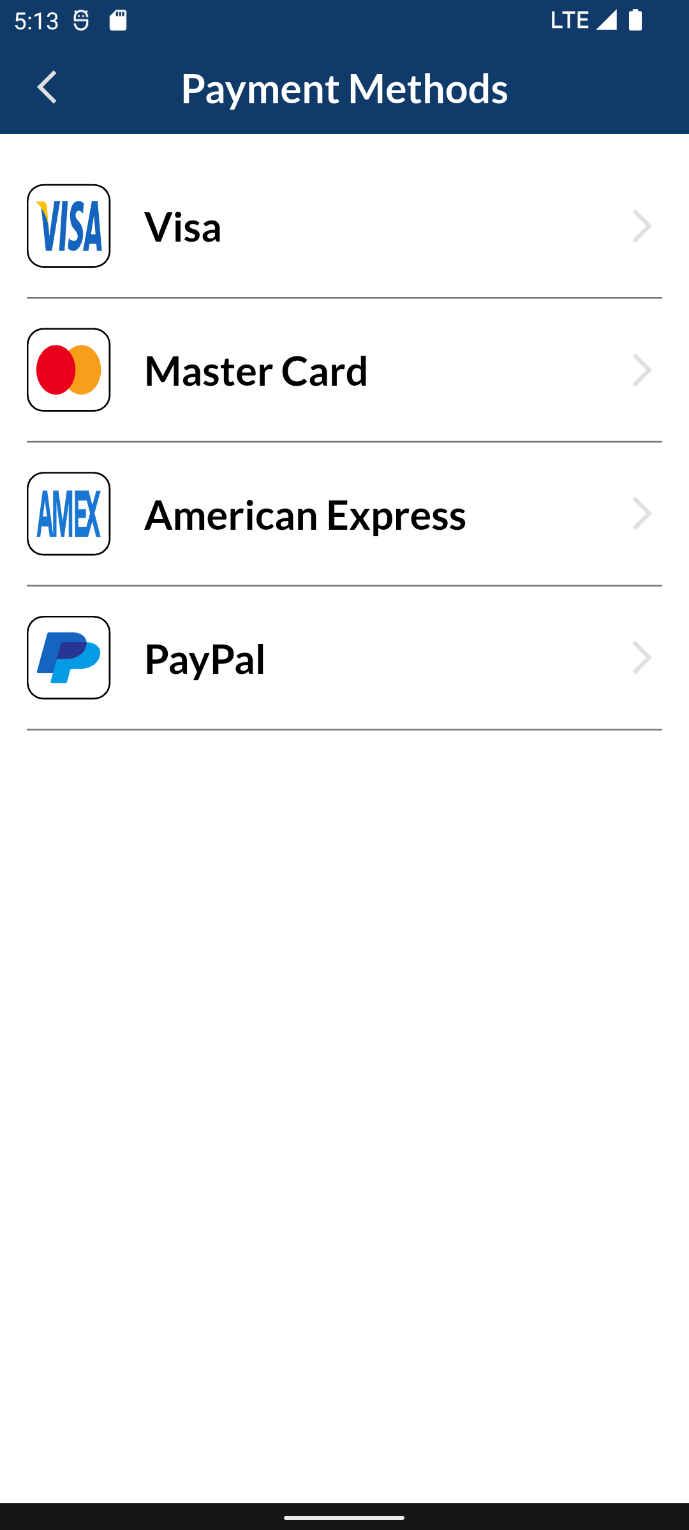 5:13 LTE
Payment Methods
VISA Visa
Master Card
AMEX American Express
PayPal